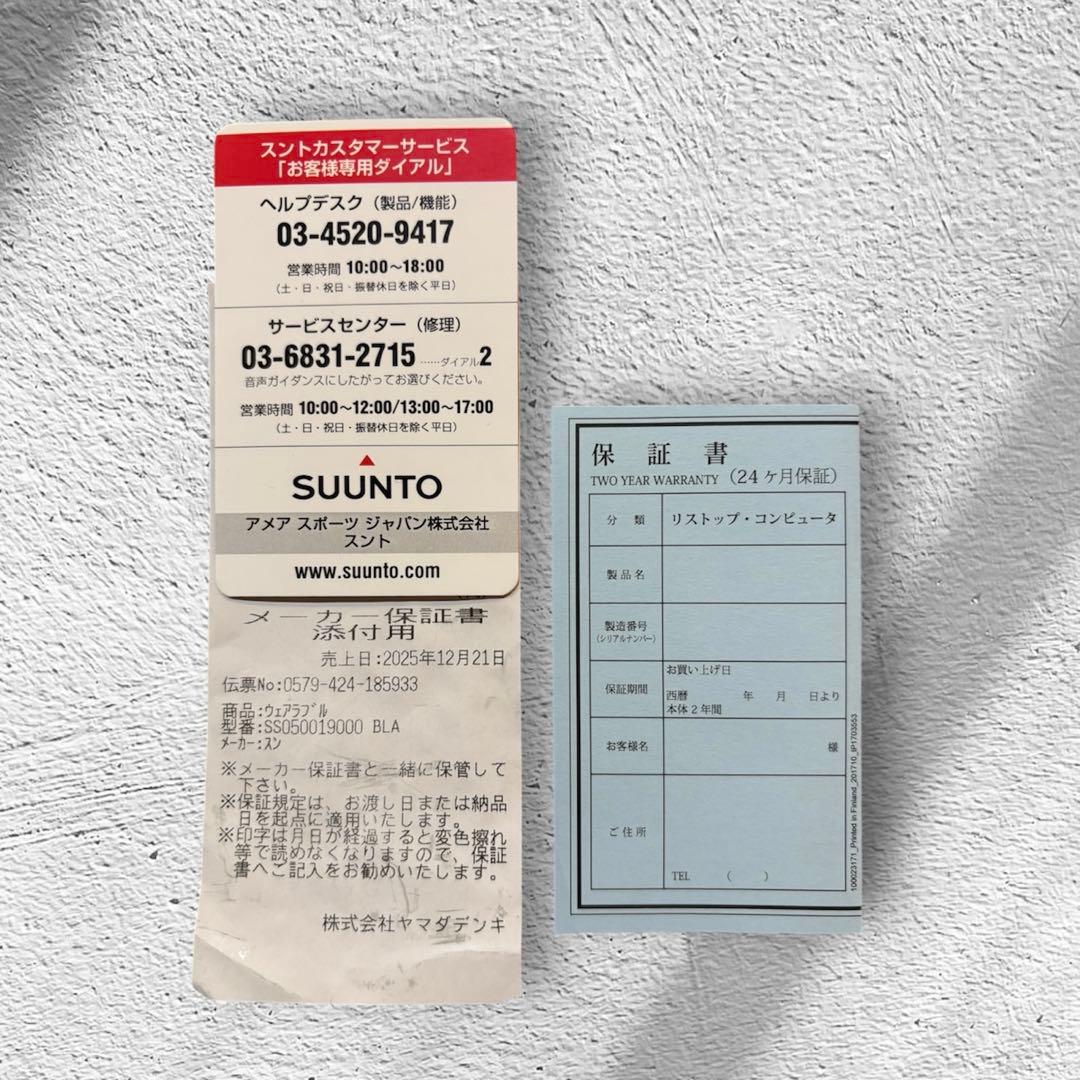 スントカスタマーサービス
「お客様専用ダイアル」
ヘルプデスク（製品/機能）
03-4520-9417
営業時間 10:00～18:00
（土・日・祝日・振替休日を除く平日）
サービスセンター（修理）
03-6831-2715 ……ダイアル2
音声ガイダンスにしたがってお選びください。
営業時間 10:00～12:00/13:00～17:00
（土・日・祝日・振替休日を除く平日）
SUUNTO
アメア スポーツ ジャパン株式会社
スント
www.suunto.com
メーカー保証書
添付用
売上日:2025年12月21日
伝票No:0579-424-185933
商品:ウェアラブル
型番:SS050019000 BLA
メーカー:スン
※メーカー保証書と一緒に保管して
下さい。
※保証規定は、お渡し日または納品
日を起点に適用いたします。
※印字は月日が経過すると変色擦れ
等で読めなくなりますので、保証
書へご記入をお勧めいたします。
株式会社ヤマダデンキ
保証書
TWO YEAR WARRANTY（24ヶ月保証）
分類 リストップ・コンピュータ
製品名
製造番号
（シリアルナンバー）
保証期間 お買い上げ日
西暦 年 月 日より
本体2年間
お客様名 様
ご住所
TEL （ ）
100023171_Printed in Finland_201710_IP1703553